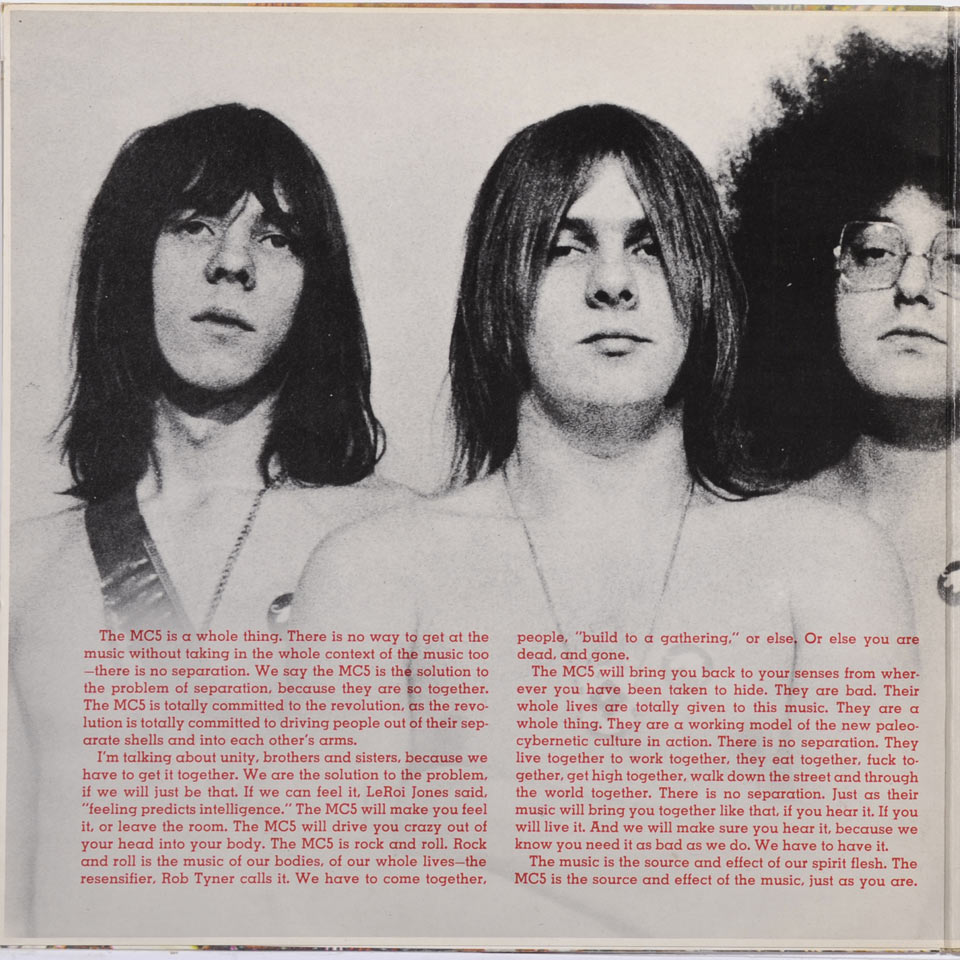 The MC5 is a whole thing. There is no way to get at the
music without taking in the whole context of the music too
—there is no separation. We say the MC5 is the solution to
the problem of separation, because they are so together.
The MC5 is totally committed to the revolution, as the revo-
lution is totally committed to driving people out of their sep-
arate shells and into each other's arms.
I'm talking about unity, brothers and sisters, because we
have to get it together. We are the solution to the problem,
if we will just be that. If we can feel it, LeRoi Jones said,
"feeling predicts intelligence." The MC5 will make you feel
it, or leave the room. The MC5 will drive you crazy out of
your head into your body. The MC5 is rock and roll. Rock
and roll is the music of our bodies, of our whole lives—the
resensifier, Rob Tyner calls it. We have to come together,
people, "build to a gathering," or else. Or else you are
dead, and gone.
The MC5 will bring you back to your senses from wher-
ever you have been taken to hide. They are bad. Their
whole lives are totally given to this music. They are a
whole thing. They are a working model of the new paleo-
cybernetic culture in action. There is no separation. They
live together to work together, they eat together, fuck to-
gether, get high together, walk down the street and through
the world together. There is no separation. Just as their
music will bring you together like that, if you hear it. If you
will live it. And we will make sure you hear it, because we
know you need it as bad as we do. We have to have it.
The music is the source and effect of our spirit flesh. The
MC5 is the source and effect of the music, just as you are.